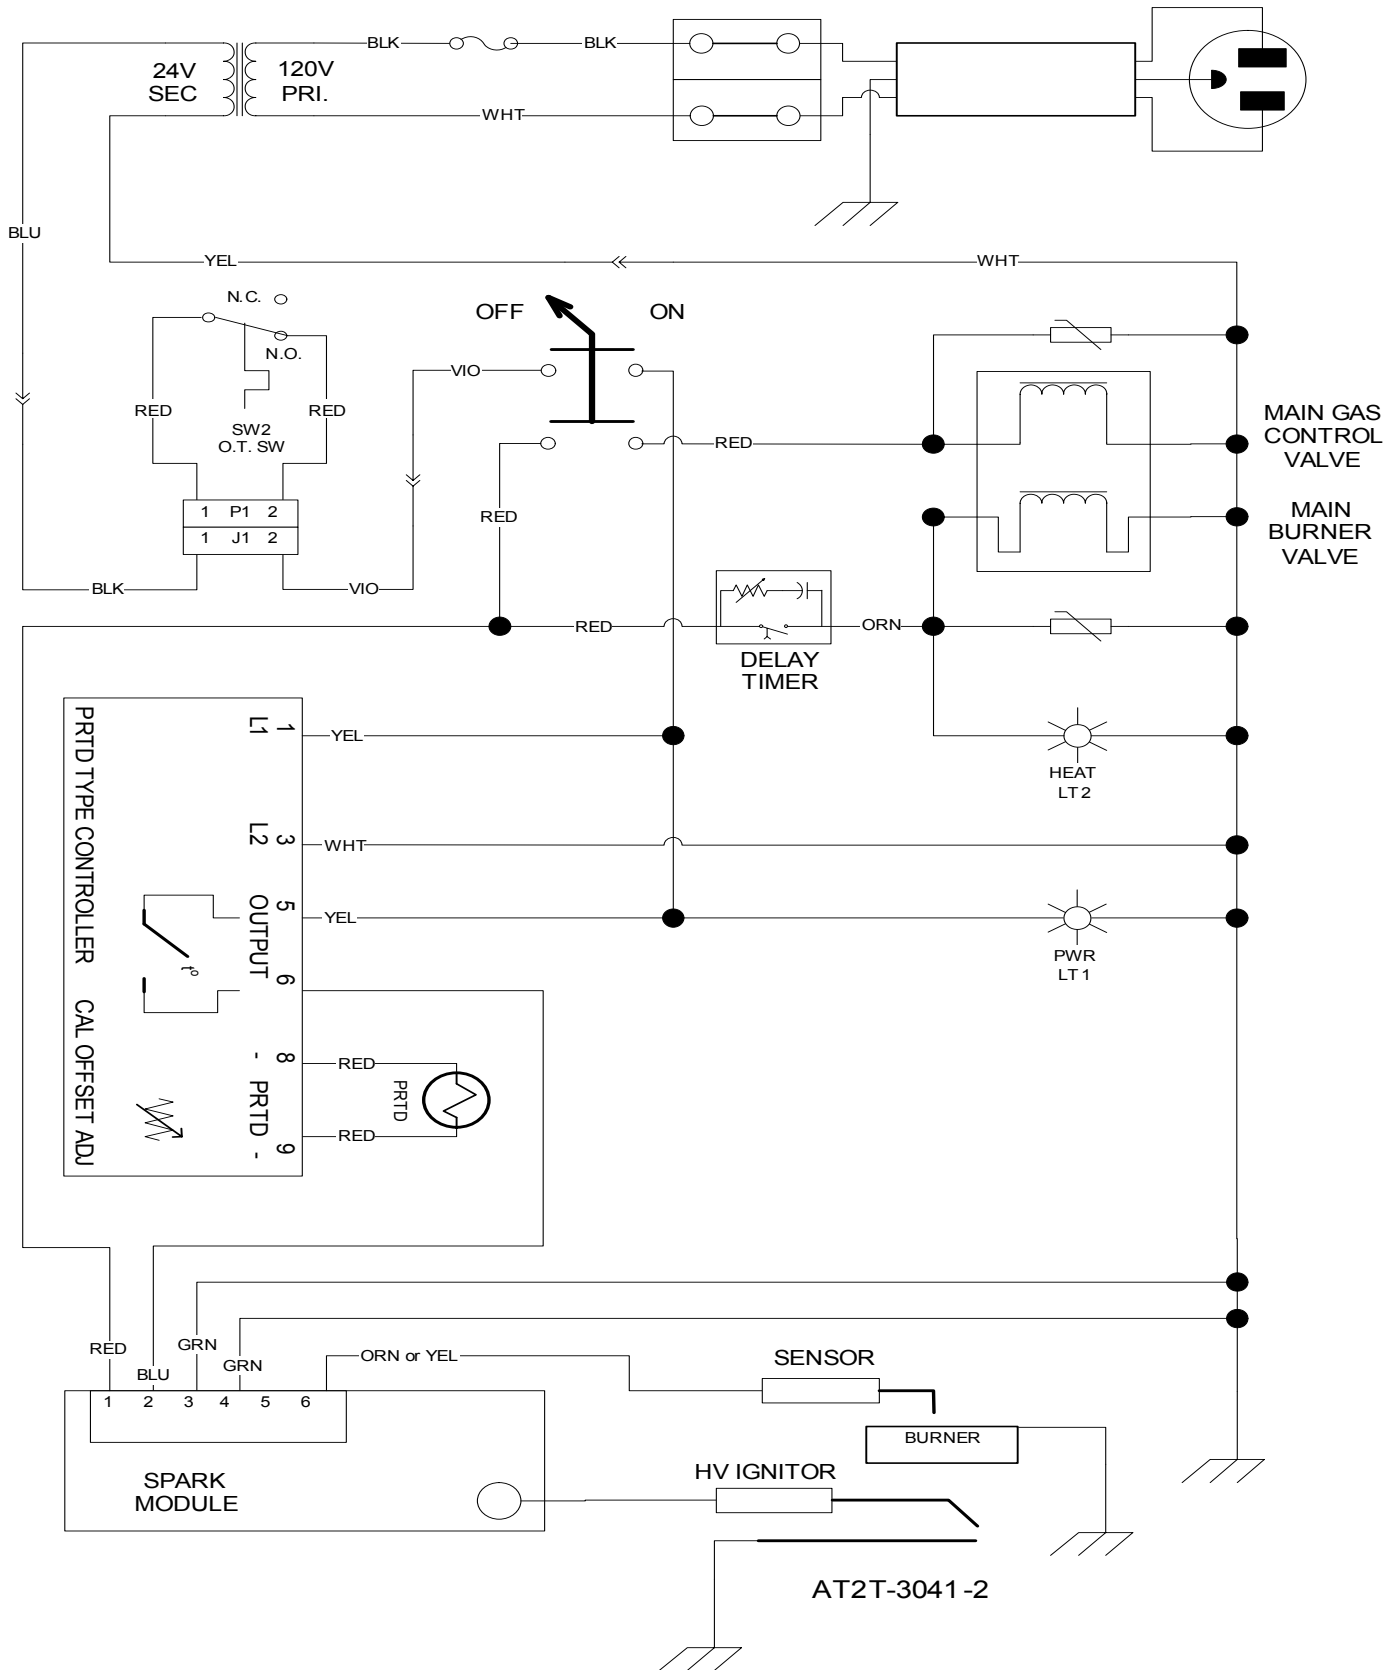 BLK
BLK
24V
SEC
120V
PRI.
WHT
BLU
YEL
WHT
N.C.
OFF
ON
N.O.
VIO
RED
RED
SW2
O.T. SW
RED
MAIN GAS
CONTROL
VALVE
1 P1 2
1 J1 2
RED
MAIN
BURNER
VALVE
BLK
VIO
RED
ORN
DELAY
TIMER
PRTD TYPE CONTROLLER CAL OFFSET ADJ
1
L1
YEL
HEAT
LT2
3
L2
WHT
5
OUTPUT
6
YEL
t°
PWR
LT1
8
- PRTD -
9
RED
PRTD
RED
RED
BLU
GRN
GRN
ORN or YEL
SENSOR
1 2 3 4 5 6
BURNER
SPARK
MODULE
HV IGNITOR
AT2T-3041-2